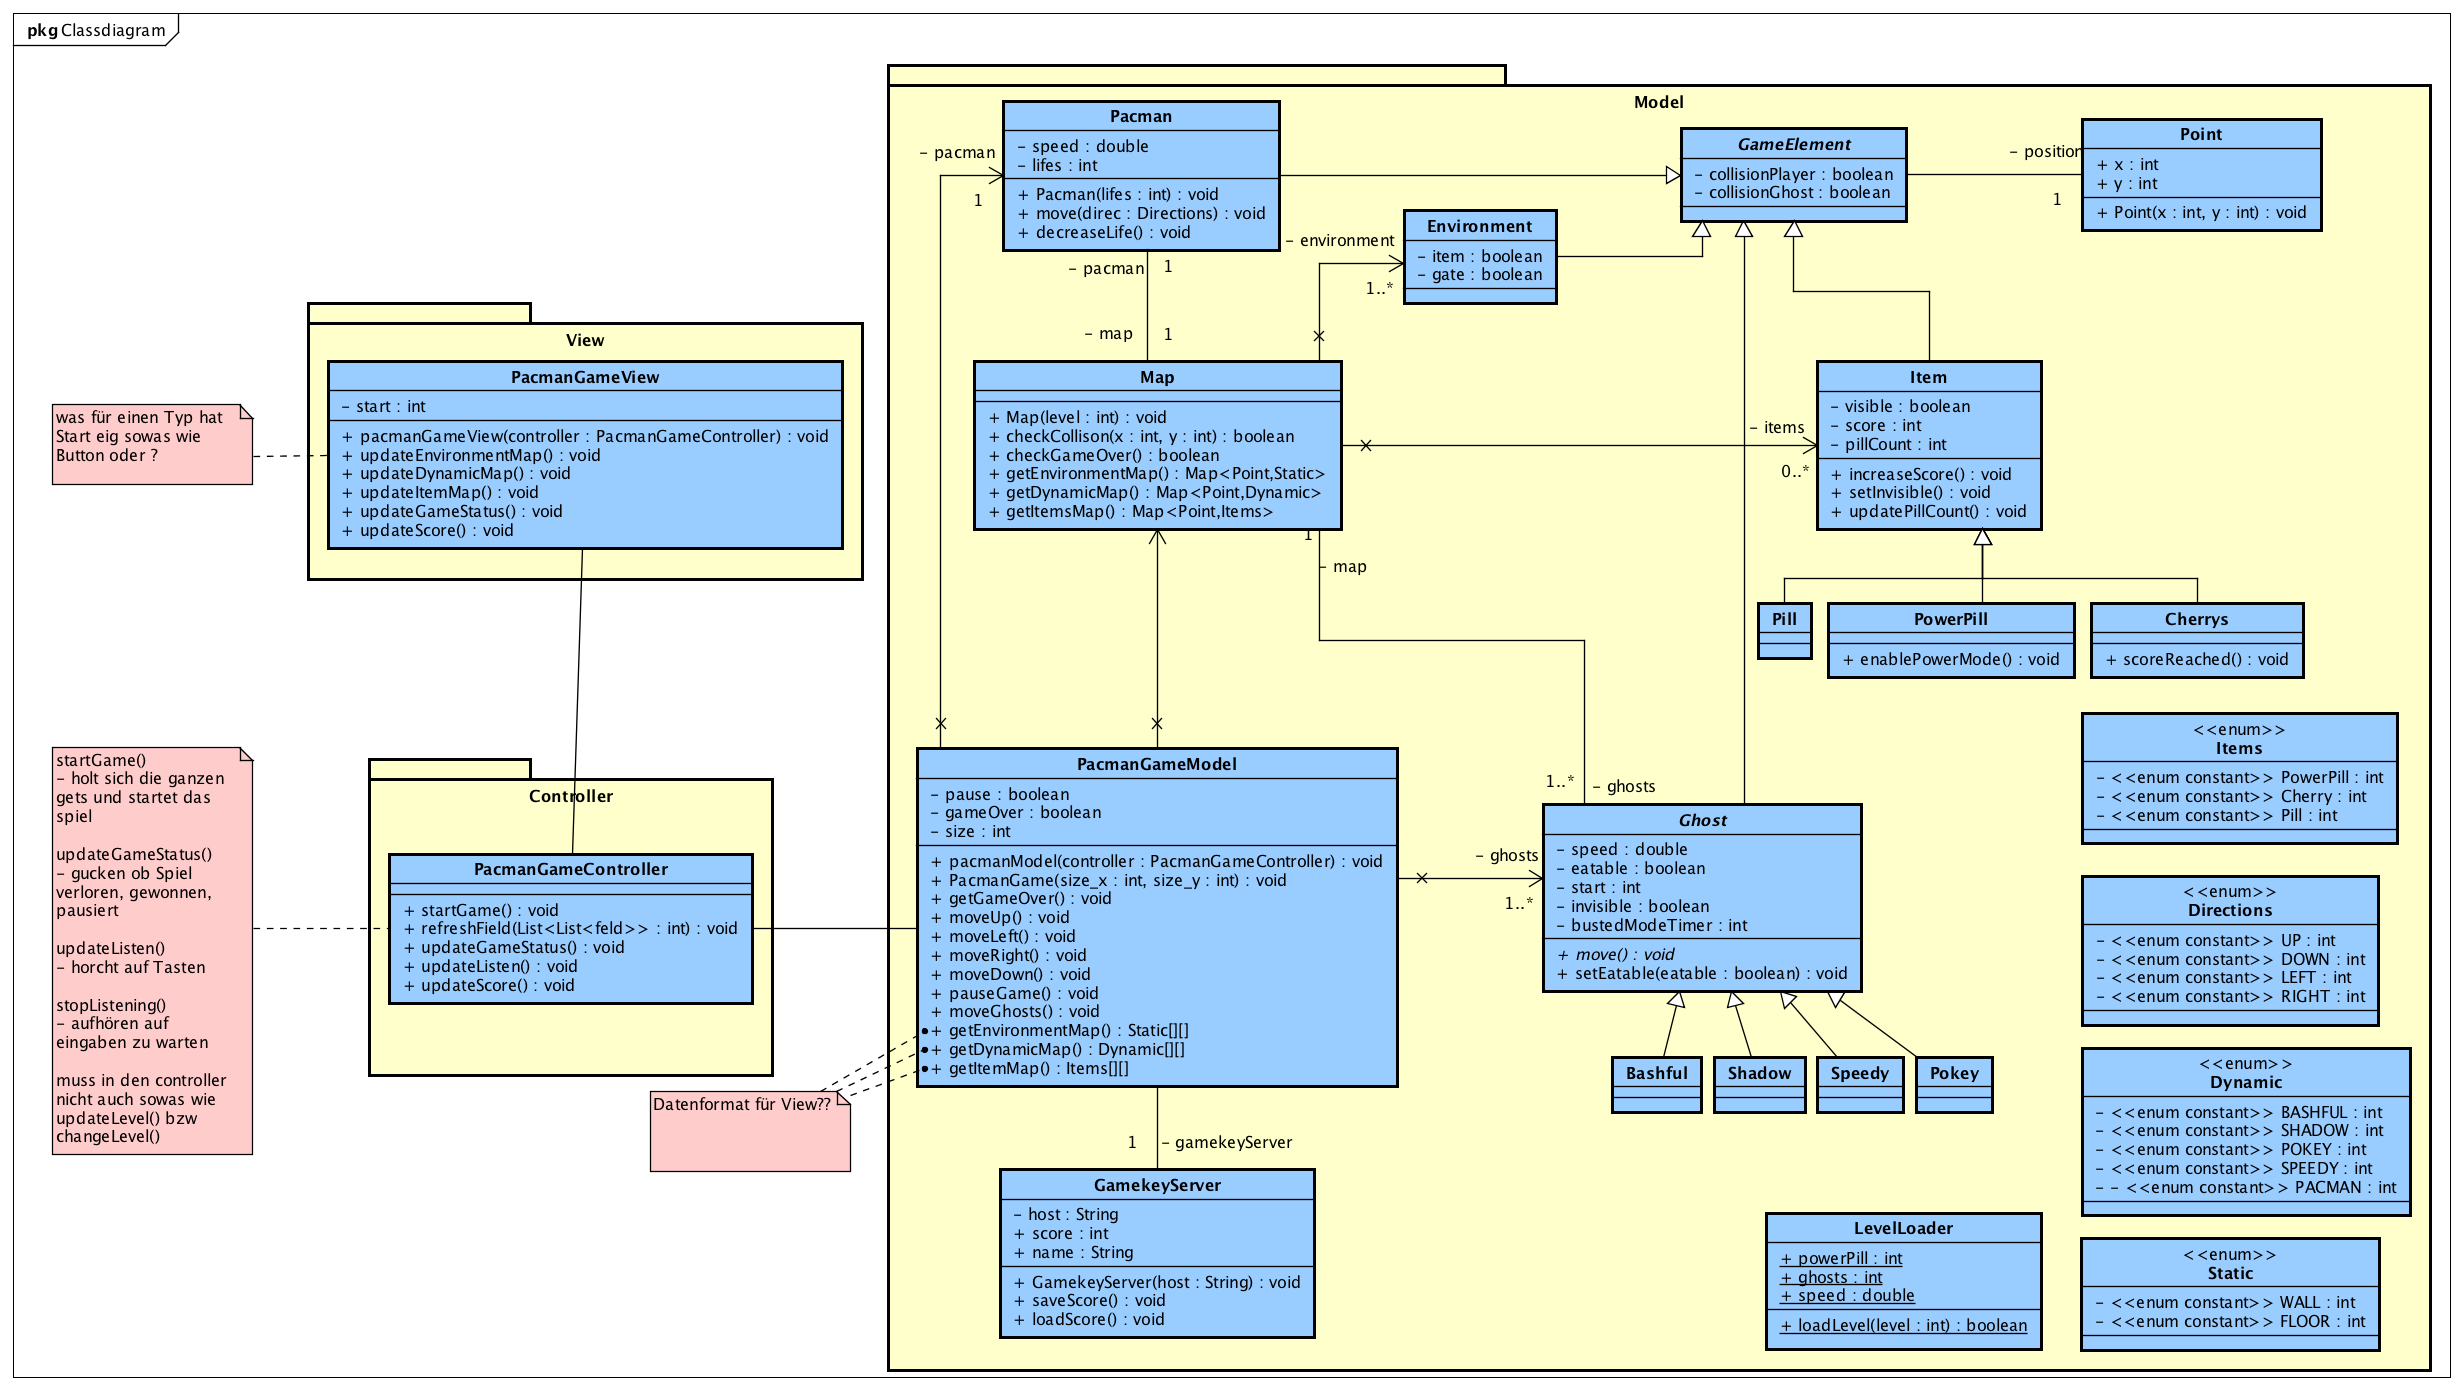 pkg Classdiagram
Model
Pacman
– speed : double
– lifes : int
+ Pacman(lifes : int) : void
+ move(direc : Directions) : void
+ decreaseLife() : void
– pacman
1
GameElement
– collisionPlayer : boolean
– collisionGhost : boolean
– position
1
Point
+ x : int
+ y : int
+ Point(x : int, y : int) : void
Environment
– item : boolean
– gate : boolean
– environment
1..*
– pacman
1
– map
1
View
PacmanGameView
– start : int
+ pacmanGameView(controller : PacmanGameController) : void
+ updateEnvironmentMap() : void
+ updateDynamicMap() : void
+ updateItemMap() : void
+ updateGameStatus() : void
+ updateScore() : void
was für einen Typ hat
Start eig sowas wie
Button oder ?
Map
+ Map(level : int) : void
+ checkCollison(x : int, y : int) : boolean
+ checkGameOver() : boolean
+ getEnvironmentMap() : Map<Point,Static>
+ getDynamicMap() : Map<Point,Dynamic>
+ getItemsMap() : Map<Point,Items>
– items
0..*
Item
– visible : boolean
– score : int
– pillCount : int
+ increaseScore() : void
+ setInvisible() : void
+ updatePillCount() : void
1
– map
Pill
PowerPill
+ enablePowerMode() : void
Cherrys
+ scoreReached() : void
<<enum>>
Items
– <<enum constant>> PowerPill : int
– <<enum constant>> Cherry : int
– <<enum constant>> Pill : int
startGame()
– holt sich die ganzen
gets und startet das
spiel
updateGameStatus()
– gucken ob Spiel
verloren, gewonnen,
pausiert
updateListen()
– horcht auf Tasten
stopListening()
– aufhören auf
eingaben zu warten
muss in den controller
nicht auch sowas wie
updateLevel() bzw
changeLevel()
Controller
PacmanGameController
+ startGame() : void
+ refreshField(List<List<feld>> : int) : void
+ updateGameStatus() : void
+ updateListen() : void
+ updateScore() : void
PacmanGameModel
– pause : boolean
– gameOver : boolean
– size : int
+ pacmanModel(controller : PacmanGameController) : void
+ PacmanGame(size_x : int, size_y : int) : void
+ getGameOver() : void
+ moveUp() : void
+ moveLeft() : void
+ moveRight() : void
+ moveDown() : void
+ pauseGame() : void
+ moveGhosts() : void
+ getEnvironmentMap() : Static[][]
+ getDynamicMap() : Dynamic[][]
+ getItemMap() : Items[][]
1..*
– ghosts
– ghosts
1..*
Ghost
– speed : double
– eatable : boolean
– start : int
– invisible : boolean
– bustedModeTimer : int
+ move() : void
+ setEatable(eatable : boolean) : void
<<enum>>
Directions
– <<enum constant>> UP : int
– <<enum constant>> DOWN : int
– <<enum constant>> LEFT : int
– <<enum constant>> RIGHT : int
Bashful
Shadow
Speedy
Pokey
<<enum>>
Dynamic
– <<enum constant>> BASHFUL : int
– <<enum constant>> SHADOW : int
– <<enum constant>> POKEY : int
– <<enum constant>> SPEEDY : int
– – <<enum constant>> PACMAN : int
Datenformat für View??
1
– gamekeyServer
GamekeyServer
– host : String
+ score : int
+ name : String
+ GamekeyServer(host : String) : void
+ saveScore() : void
+ loadScore() : void
LevelLoader
+ powerPill : int
+ ghosts : int
+ speed : double
+ loadLevel(level : int) : boolean
<<enum>>
Static
– <<enum constant>> WALL : int
– <<enum constant>> FLOOR : int